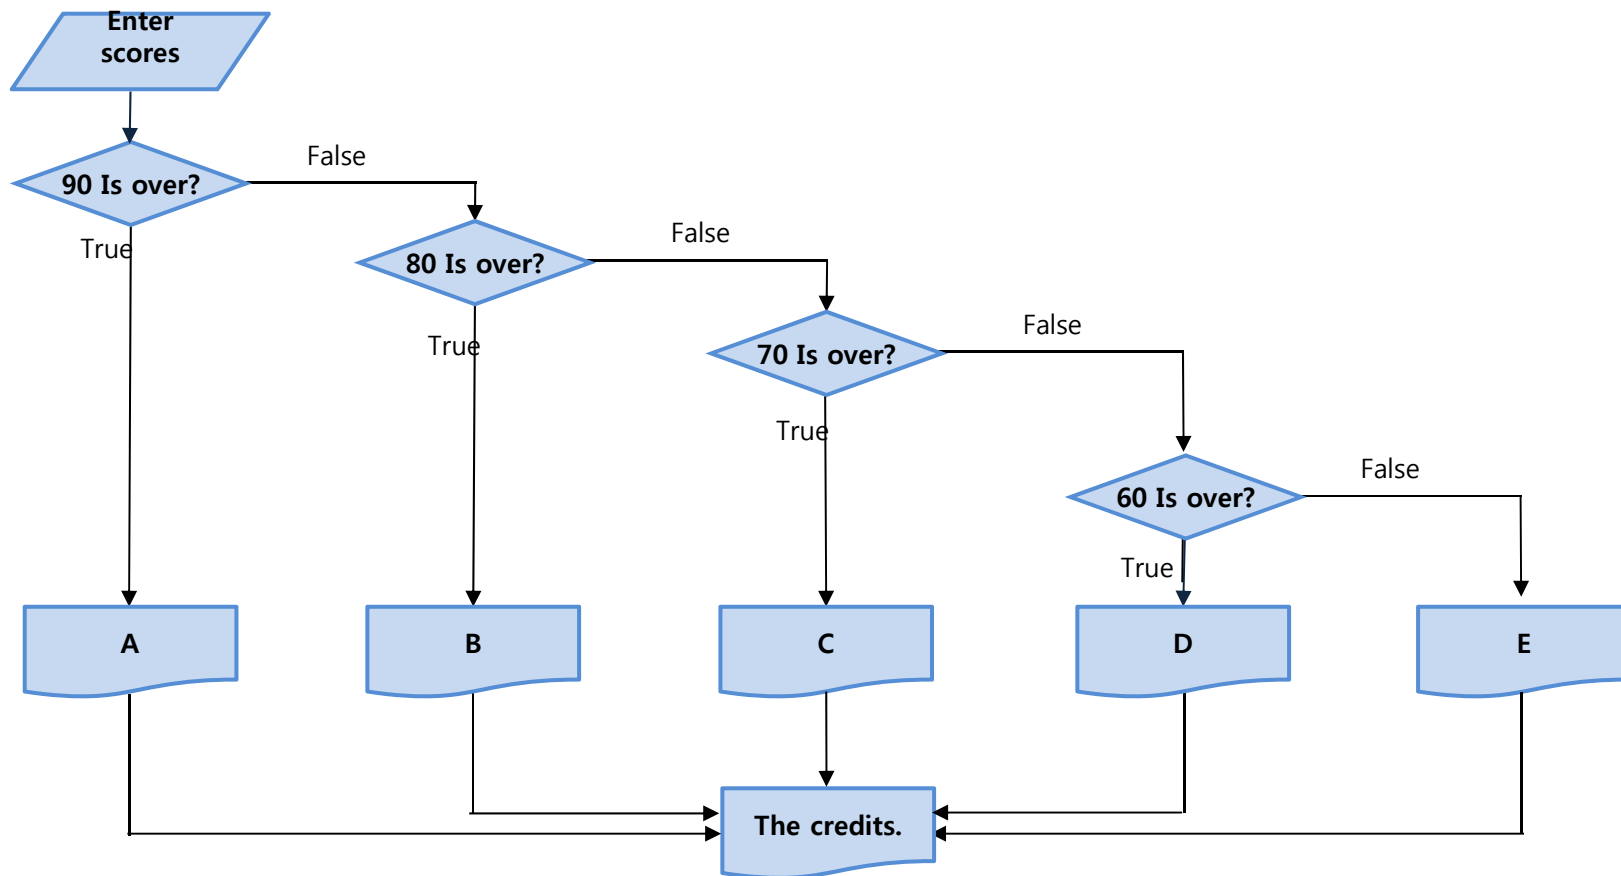 Enter
scores
False
90 Is over?
True
False
80 Is over?
True
False
70 Is over?
True
False
60 Is over?
True
A
B
C
D
E
The credits.